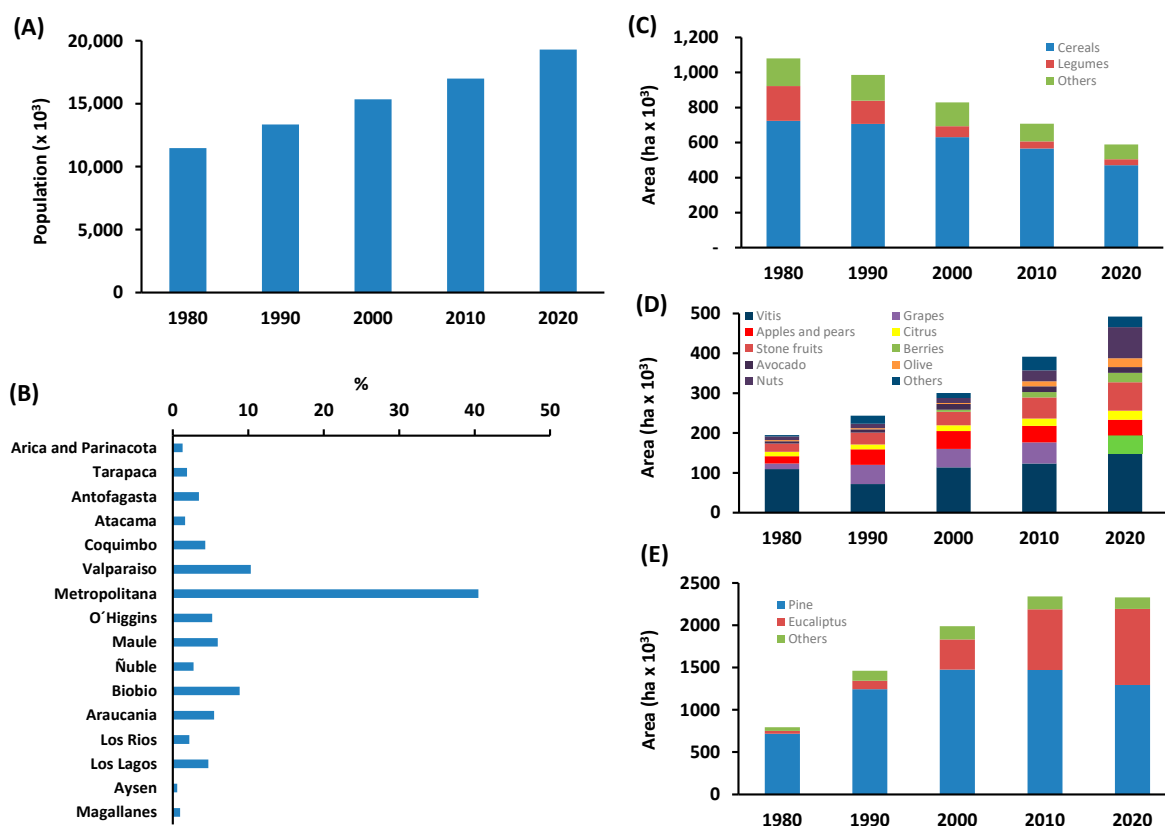 (A)
Population (x 10³)
20,000
15,000
10,000
5,000
0
1980 1990 2000 2010 2020
(B)
%
0 10 20 30 40 50
Arica and Parinacota
Tarapaca
Antofagasta
Atacama
Coquimbo
Valparaiso
Metropolitana
O´Higgins
Maule
Ñuble
Biobio
Araucania
Los Rios
Los Lagos
Aysen
Magallanes
(C)
Area (ha x 10³)
1,200
1,000
800
600
400
200
-
Cereals
Legumes
Others
1980 1990 2000 2010 2020
(D)
Area (ha x 10³)
500
400
300
200
100
0
Vitis Grapes
Apples and pears Citrus
Stone fruits Berries
Avocado Olive
Nuts Others
1980 1990 2000 2010 2020
(E)
Area (ha x 10³)
2500
2000
1500
1000
500
0
Pine
Eucaliptus
Others
1980 1990 2000 2010 2020